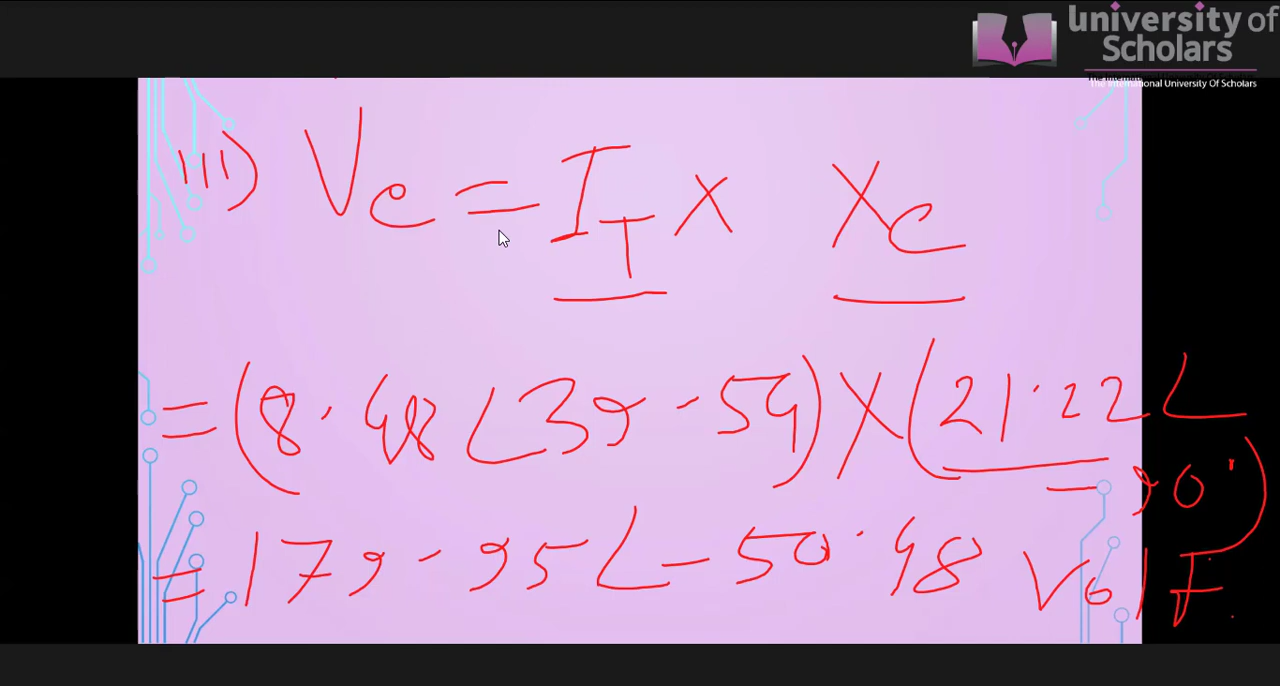 university of
Scholars
The International University Of Scholars
III) Vc = I_T × Xc
= (8.48∠39.54) × (21.22∠
-90°)
= 179.95∠-50.48 Volt.